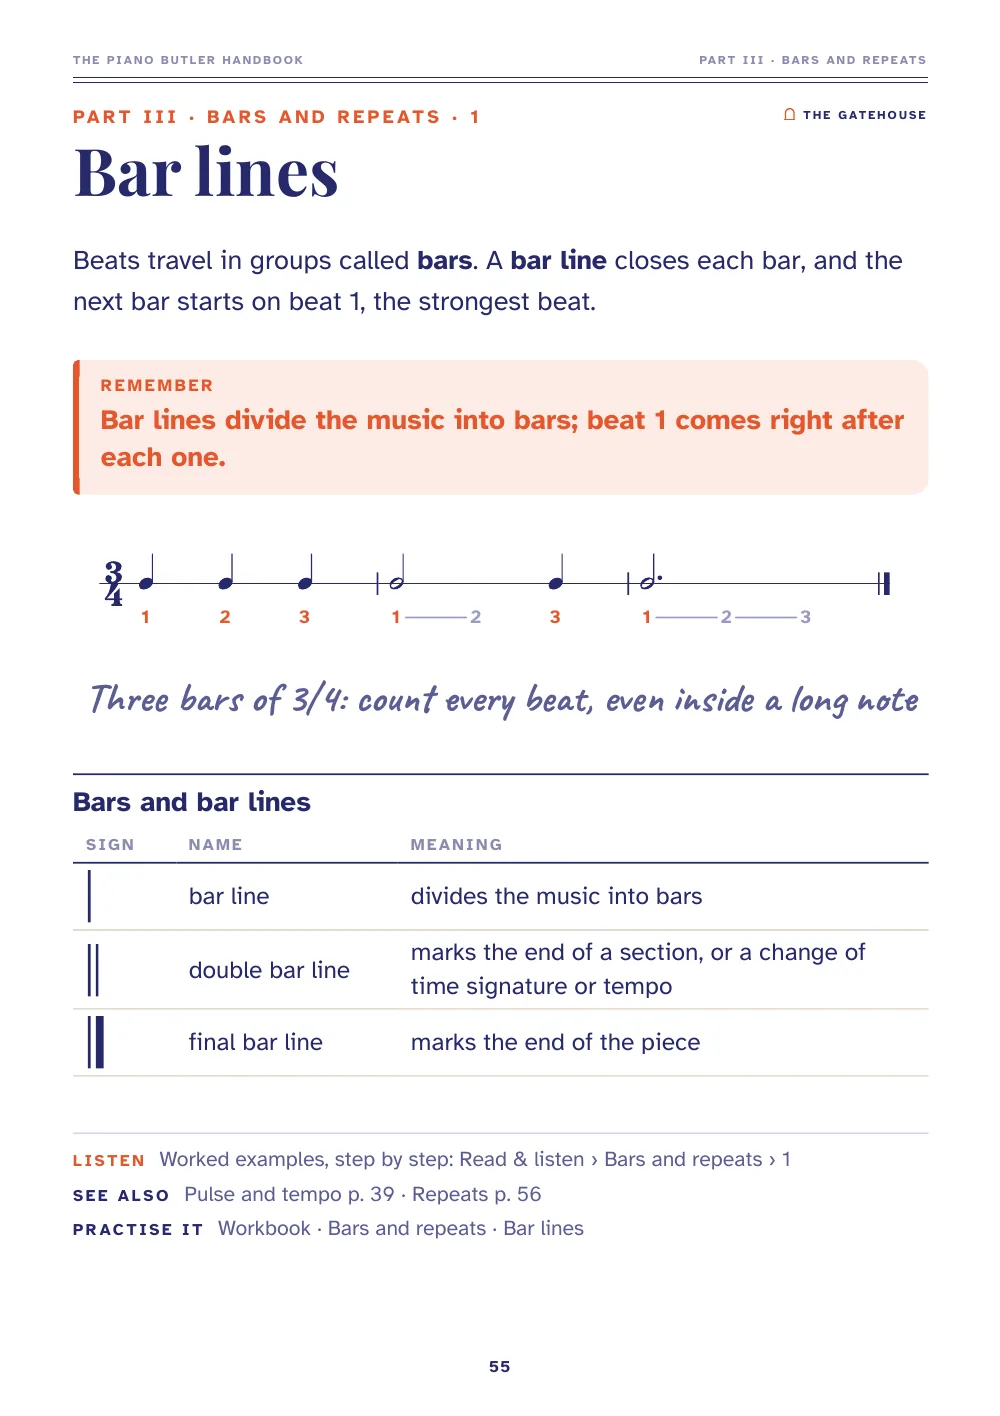 THE PIANO BUTLER HANDBOOK
PART III · BARS AND REPEATS
PART III · BARS AND REPEATS · 1
THE GATEHOUSE
Bar lines
Beats travel in groups called bars. A bar line closes each bar, and the
next bar starts on beat 1, the strongest beat.
REMEMBER
Bar lines divide the music into bars; beat 1 comes right after
each one.
3
4
1 2 3 1 2 3 1 2 3
Three bars of 3/4: count every beat, even inside a long note
Bars and bar lines
SIGN NAME MEANING
bar line divides the music into bars
double bar line marks the end of a section, or a change of
time signature or tempo
final bar line marks the end of the piece
LISTEN Worked examples, step by step: Read & listen › Bars and repeats › 1
SEE ALSO Pulse and tempo p. 39 · Repeats p. 56
PRACTISE IT Workbook · Bars and repeats · Bar lines
55